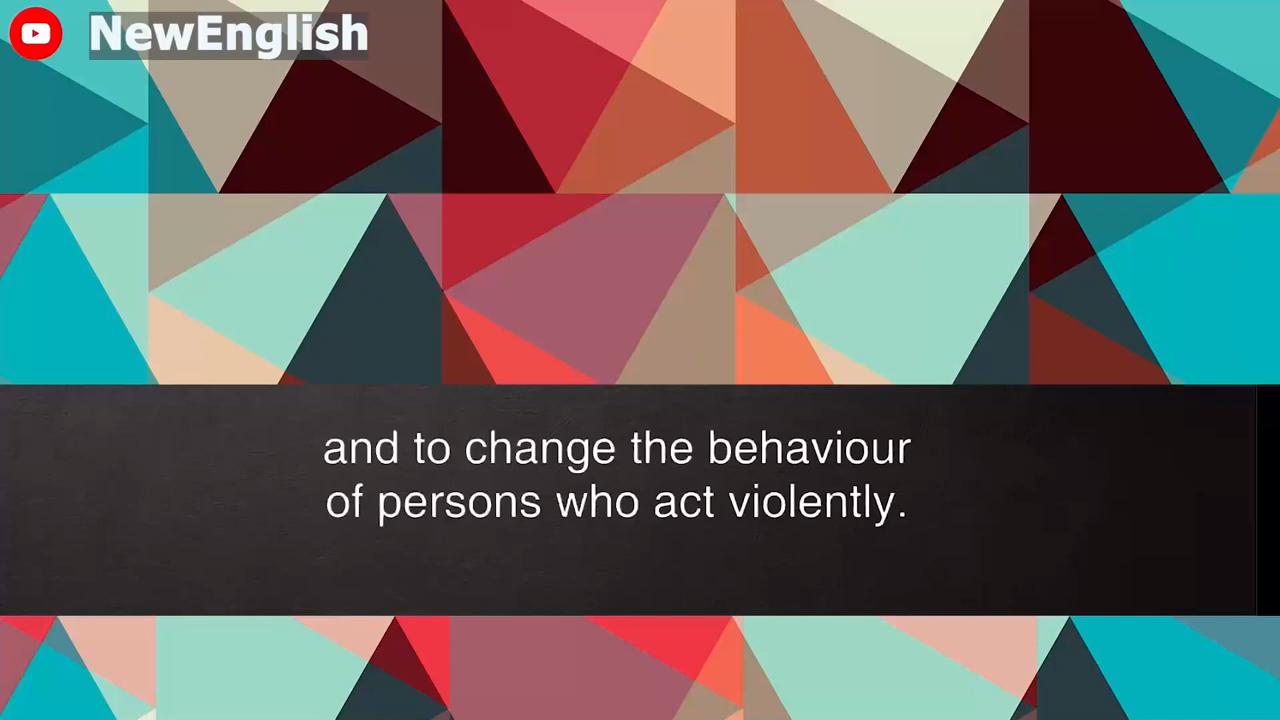 NewEnglish
and to change the behaviour
of persons who act violently.